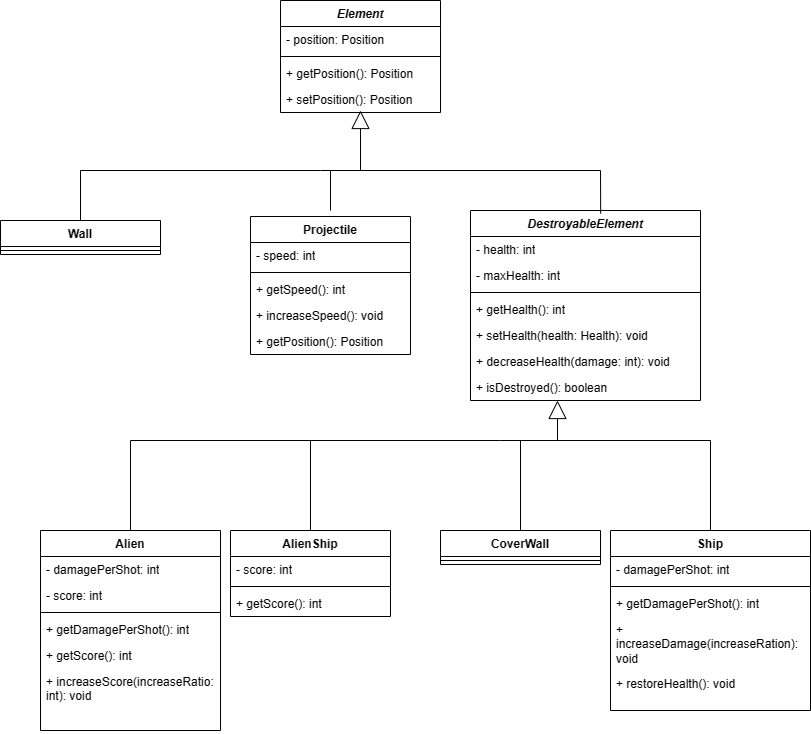 Element
- position: Position
+ getPosition(): Position
+ setPosition(): Position
Wall
Projectile
- speed: int
+ getSpeed(): int
+ increaseSpeed(): void
+ getPosition(): Position
DestroyableElement
- health: int
- maxHealth: int
+ getHealth(): int
+ setHealth(health: Health): void
+ decreaseHealth(damage: int): void
+ isDestroyed(): boolean
Alien
- damagePerShot: int
- score: int
+ getDamagePerShot(): int
+ getScore(): int
+ increaseScore(increaseRatio:
int): void
AlienShip
- score: int
+ getScore(): int
CoverWall
Ship
- damagePerShot: int
+ getDamagePerShot(): int
+
increaseDamage(increaseRation):
void
+ restoreHealth(): void